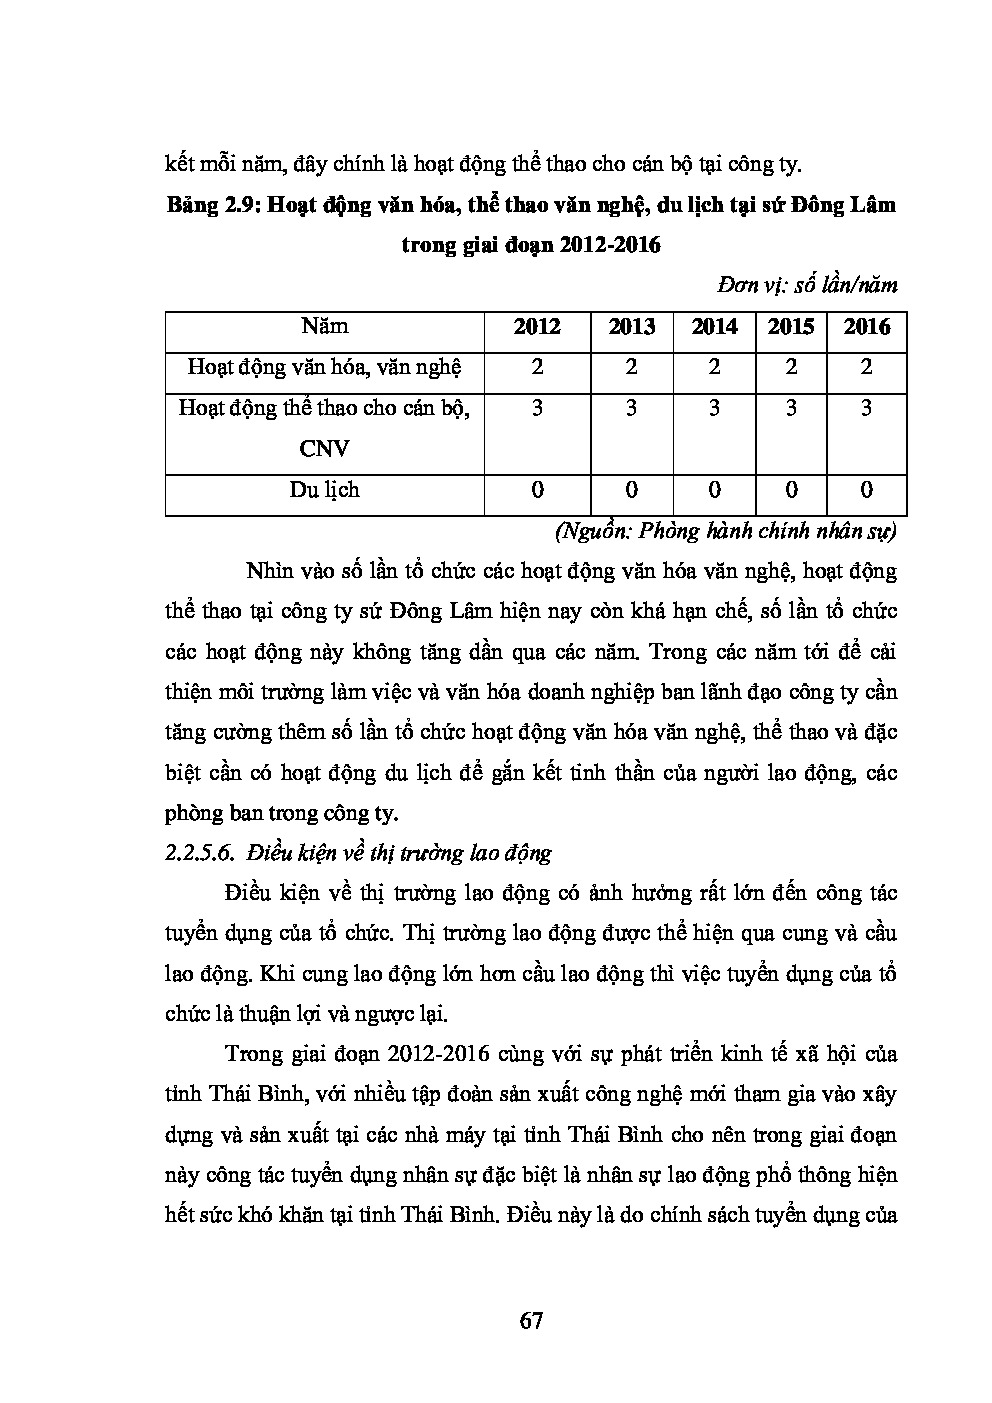 kết mỗi năm, đây chính là hoạt động thể thao cho cán bộ tại công ty.
Bảng 2.9: Hoạt động văn hóa, thể thao văn nghệ, du lịch tại sứ Đông Lâm
trong giai đoạn 2012-2016
Đơn vị: số lần/năm
Năm 2012 2013 2014 2015 2016
Hoạt động văn hóa, văn nghệ 2 2 2 2 2
Hoạt động thể thao cho cán bộ, 3 3 3 3 3
CNV
Du lịch 0 0 0 0 0
(Nguồn: Phòng hành chính nhân sự)
Nhìn vào số lần tổ chức các hoạt động văn hóa văn nghệ, hoạt động
thể thao tại công ty sứ Đông Lâm hiện nay còn khá hạn chế, số lần tổ chức
các hoạt động này không tăng dần qua các năm. Trong các năm tới để cải
thiện môi trường làm việc và văn hóa doanh nghiệp ban lãnh đạo công ty cần
tăng cường thêm số lần tổ chức hoạt động văn hóa văn nghệ, thể thao và đặc
biệt cần có hoạt động du lịch để gắn kết tinh thần của người lao động, các
phòng ban trong công ty.
2.2.5.6. Điều kiện về thị trường lao động
Điều kiện về thị trường lao động có ảnh hưởng rất lớn đến công tác
tuyển dụng của tổ chức. Thị trường lao động được thể hiện qua cung và cầu
lao động. Khi cung lao động lớn hơn cầu lao động thì việc tuyển dụng của tổ
chức là thuận lợi và ngược lại.
Trong giai đoạn 2012-2016 cùng với sự phát triển kinh tế xã hội của
tỉnh Thái Bình, với nhiều tập đoàn sản xuất công nghệ mới tham gia vào xây
dựng và sản xuất tại các nhà máy tại tỉnh Thái Bình cho nên trong giai đoạn
này công tác tuyển dụng nhân sự đặc biệt là nhân sự lao động phổ thông hiện
hết sức khó khăn tại tỉnh Thái Bình. Điều này là do chính sách tuyển dụng của
67